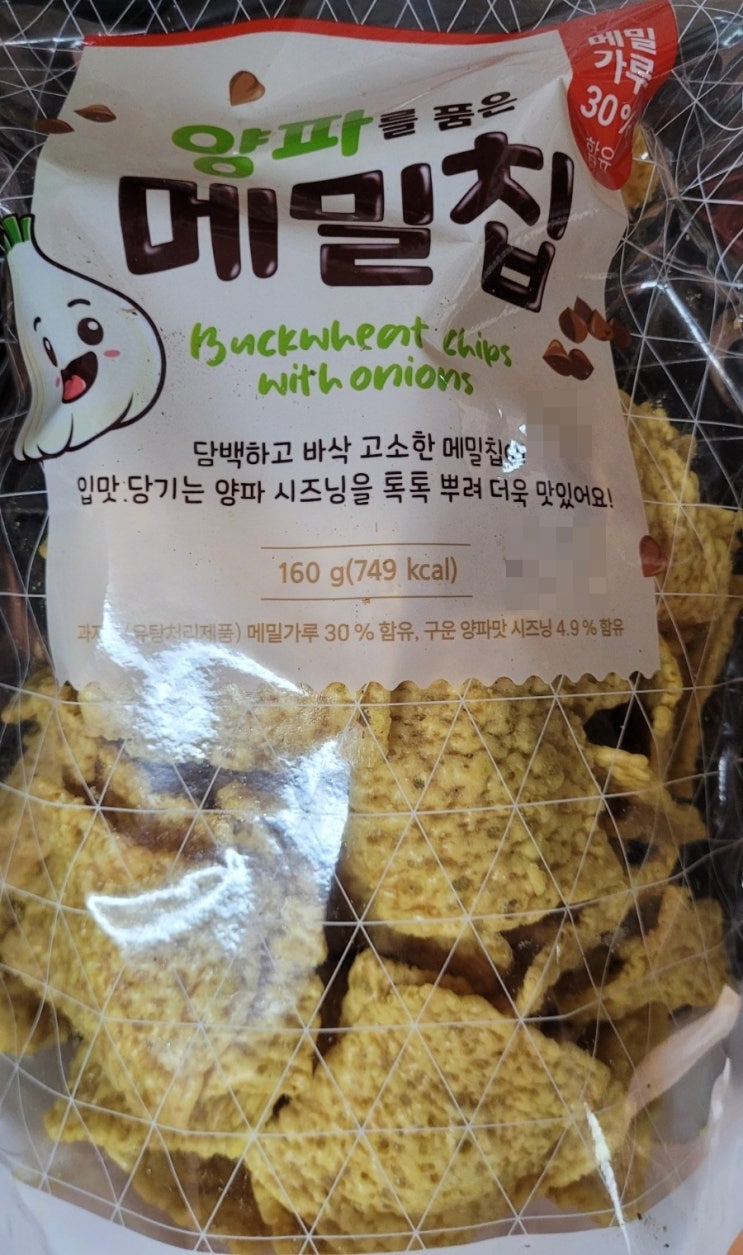 메밀
가루
30%
함유
양파를 품은
메밀칩
Buckwheat chips
with onions
담백하고 바삭 고소한 메밀칩에
입맛 당기는 양파 시즈닝을 톡톡 뿌려 더욱 맛있어요!
160 g(749 kcal)
(유탕처리제품) 메밀가루 30 % 함유, 구운 양파맛 시즈닝 4.9 % 함유